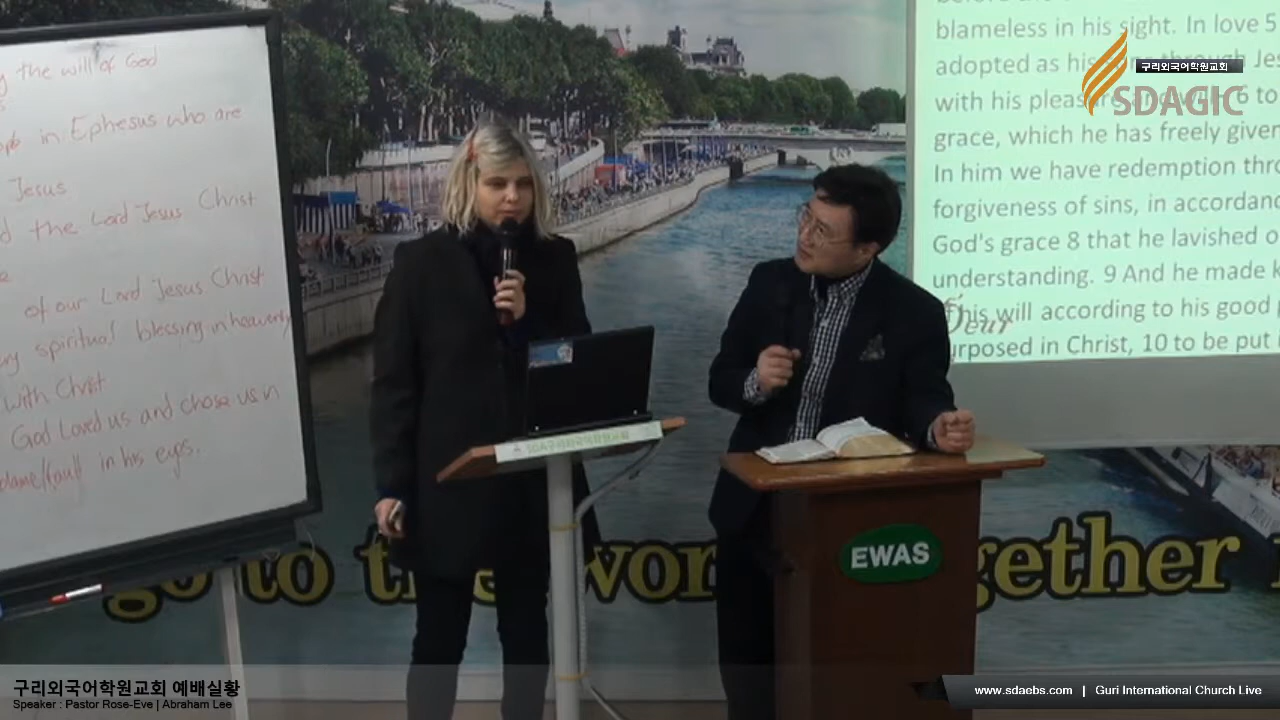 the will of God
in Ephesus who are
Jesus
the Lord Jesus Christ
of our Lord Jesus Christ
spiritual blessing in heavenly
with Christ
God Loved us and chose us in
blame/fault in his eyes.
blameless in his sight. In love 5
adopted as his
with his 6 to
grace, which he has freely given
In him we have redemption
forgiveness of sins, in
God's grace 8 that he lavished
understanding. 9 And he made
his will according to his good
in Christ, 10 to be put
구리외국어학원교회
SDAGIC
EWAS
go to the
구리외국어학원교회 예배실황
Speaker : Pastor Rose-Eve | Abraham Lee
www.sdaebs.com | Guri International Church Live